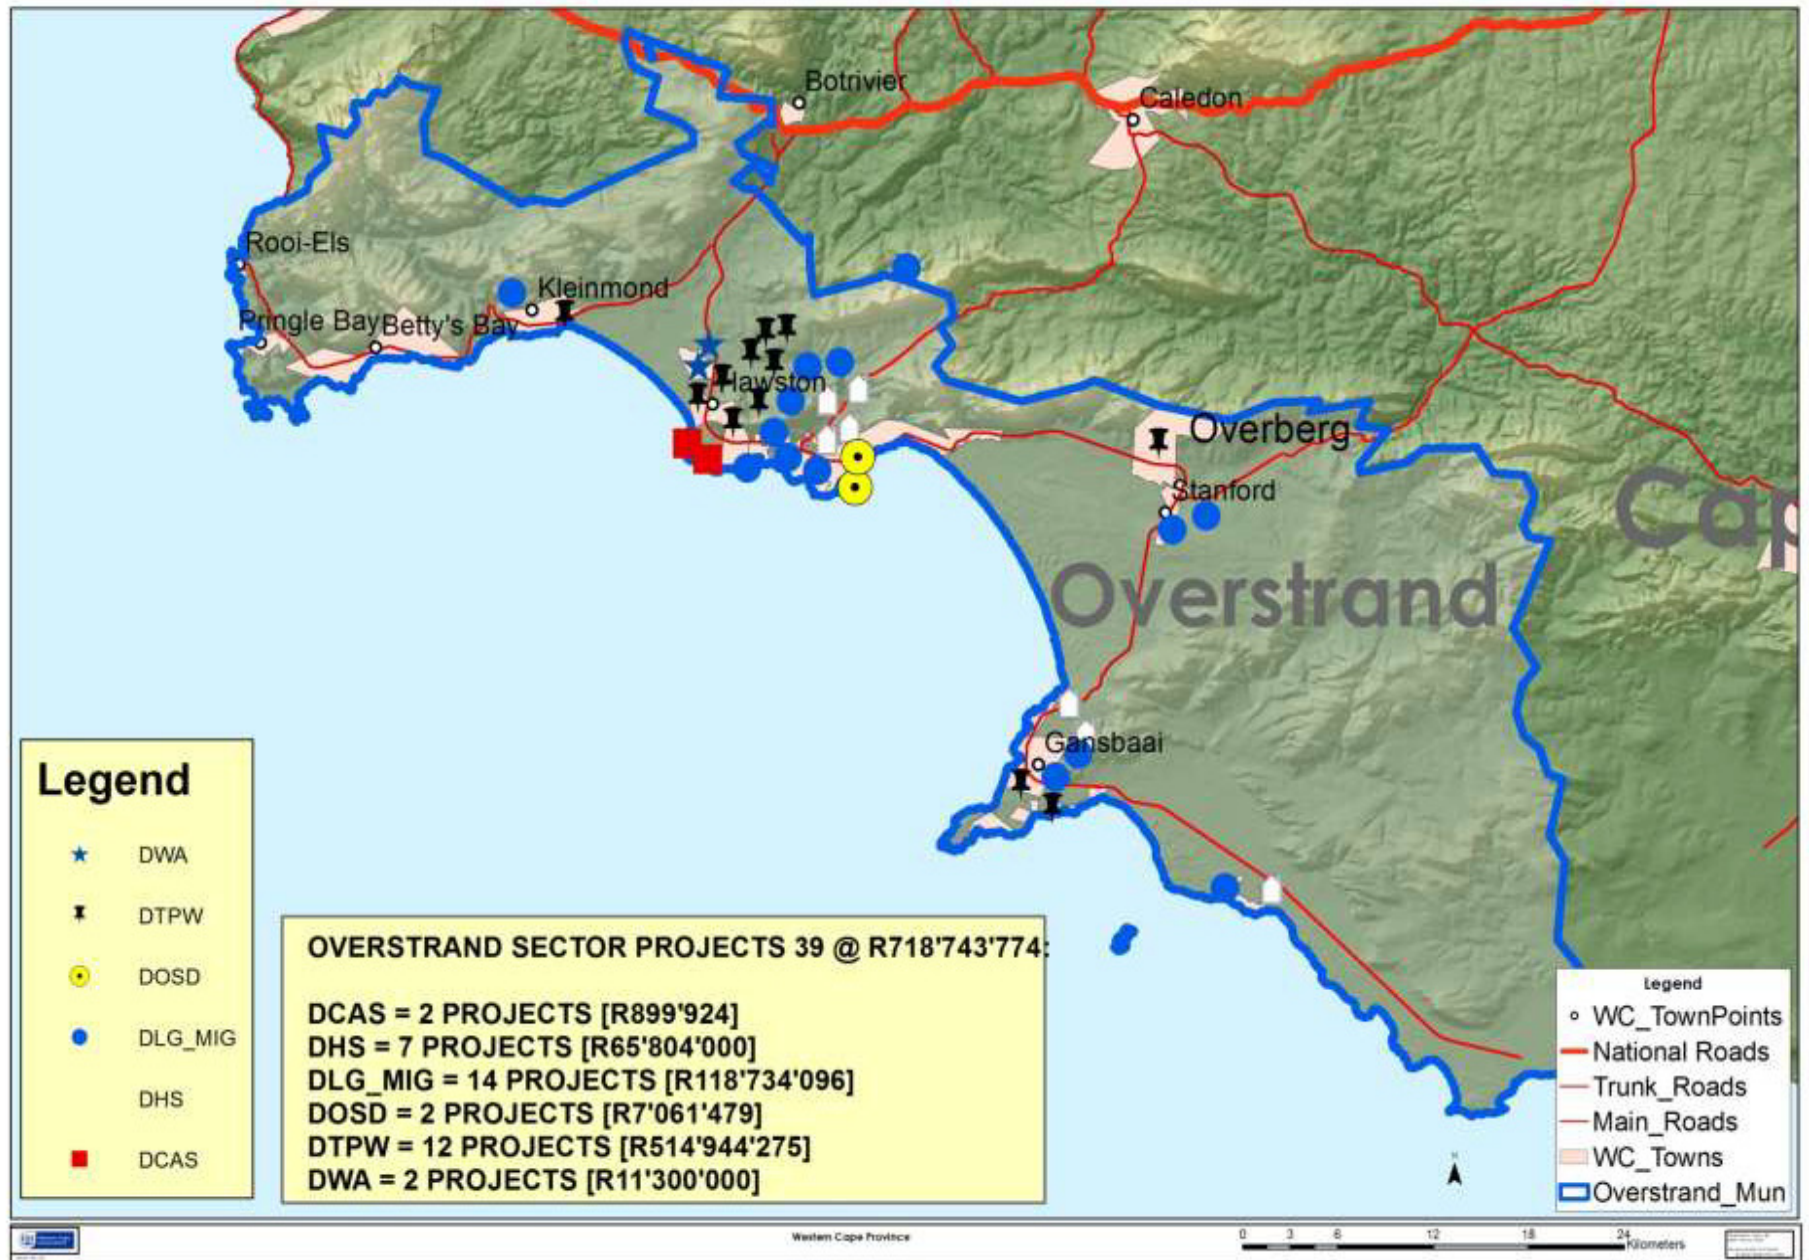 Botrivier
Caledon
Rooi-Els
Kleinmond
Pringle Bay
Betty's Bay
Hawston
Overberg
Stanford
Cap
Overstrand
Gansbaai
Legend
DWA
DTPW
DOSD
DLG_MIG
DHS
DCAS
OVERSTRAND SECTOR PROJECTS 39 @ R718'743'774:
DCAS = 2 PROJECTS [R899'924]
DHS = 7 PROJECTS [R65'804'000]
DLG_MIG = 14 PROJECTS [R118'734'096]
DOSD = 2 PROJECTS [R7'061'479]
DTPW = 12 PROJECTS [R514'944'275]
DWA = 2 PROJECTS [R11'300'000]
Legend
WC_TownPoints
National Roads
Trunk_Roads
Main_Roads
WC_Towns
Overstrand_Mun
N
Western Cape Province
0 3 6 12 18 24
Kilometers